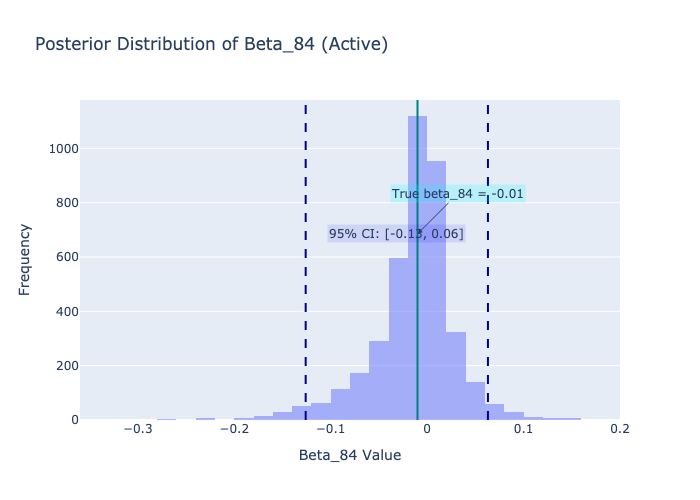 Posterior Distribution of Beta_84 (Active)
1000
800
600
400
200
0
Frequency
True beta_84 = -0.01
95% CI: [-0.13, 0.06]
−0.3
−0.2
−0.1
0
0.1
0.2
Beta_84 Value